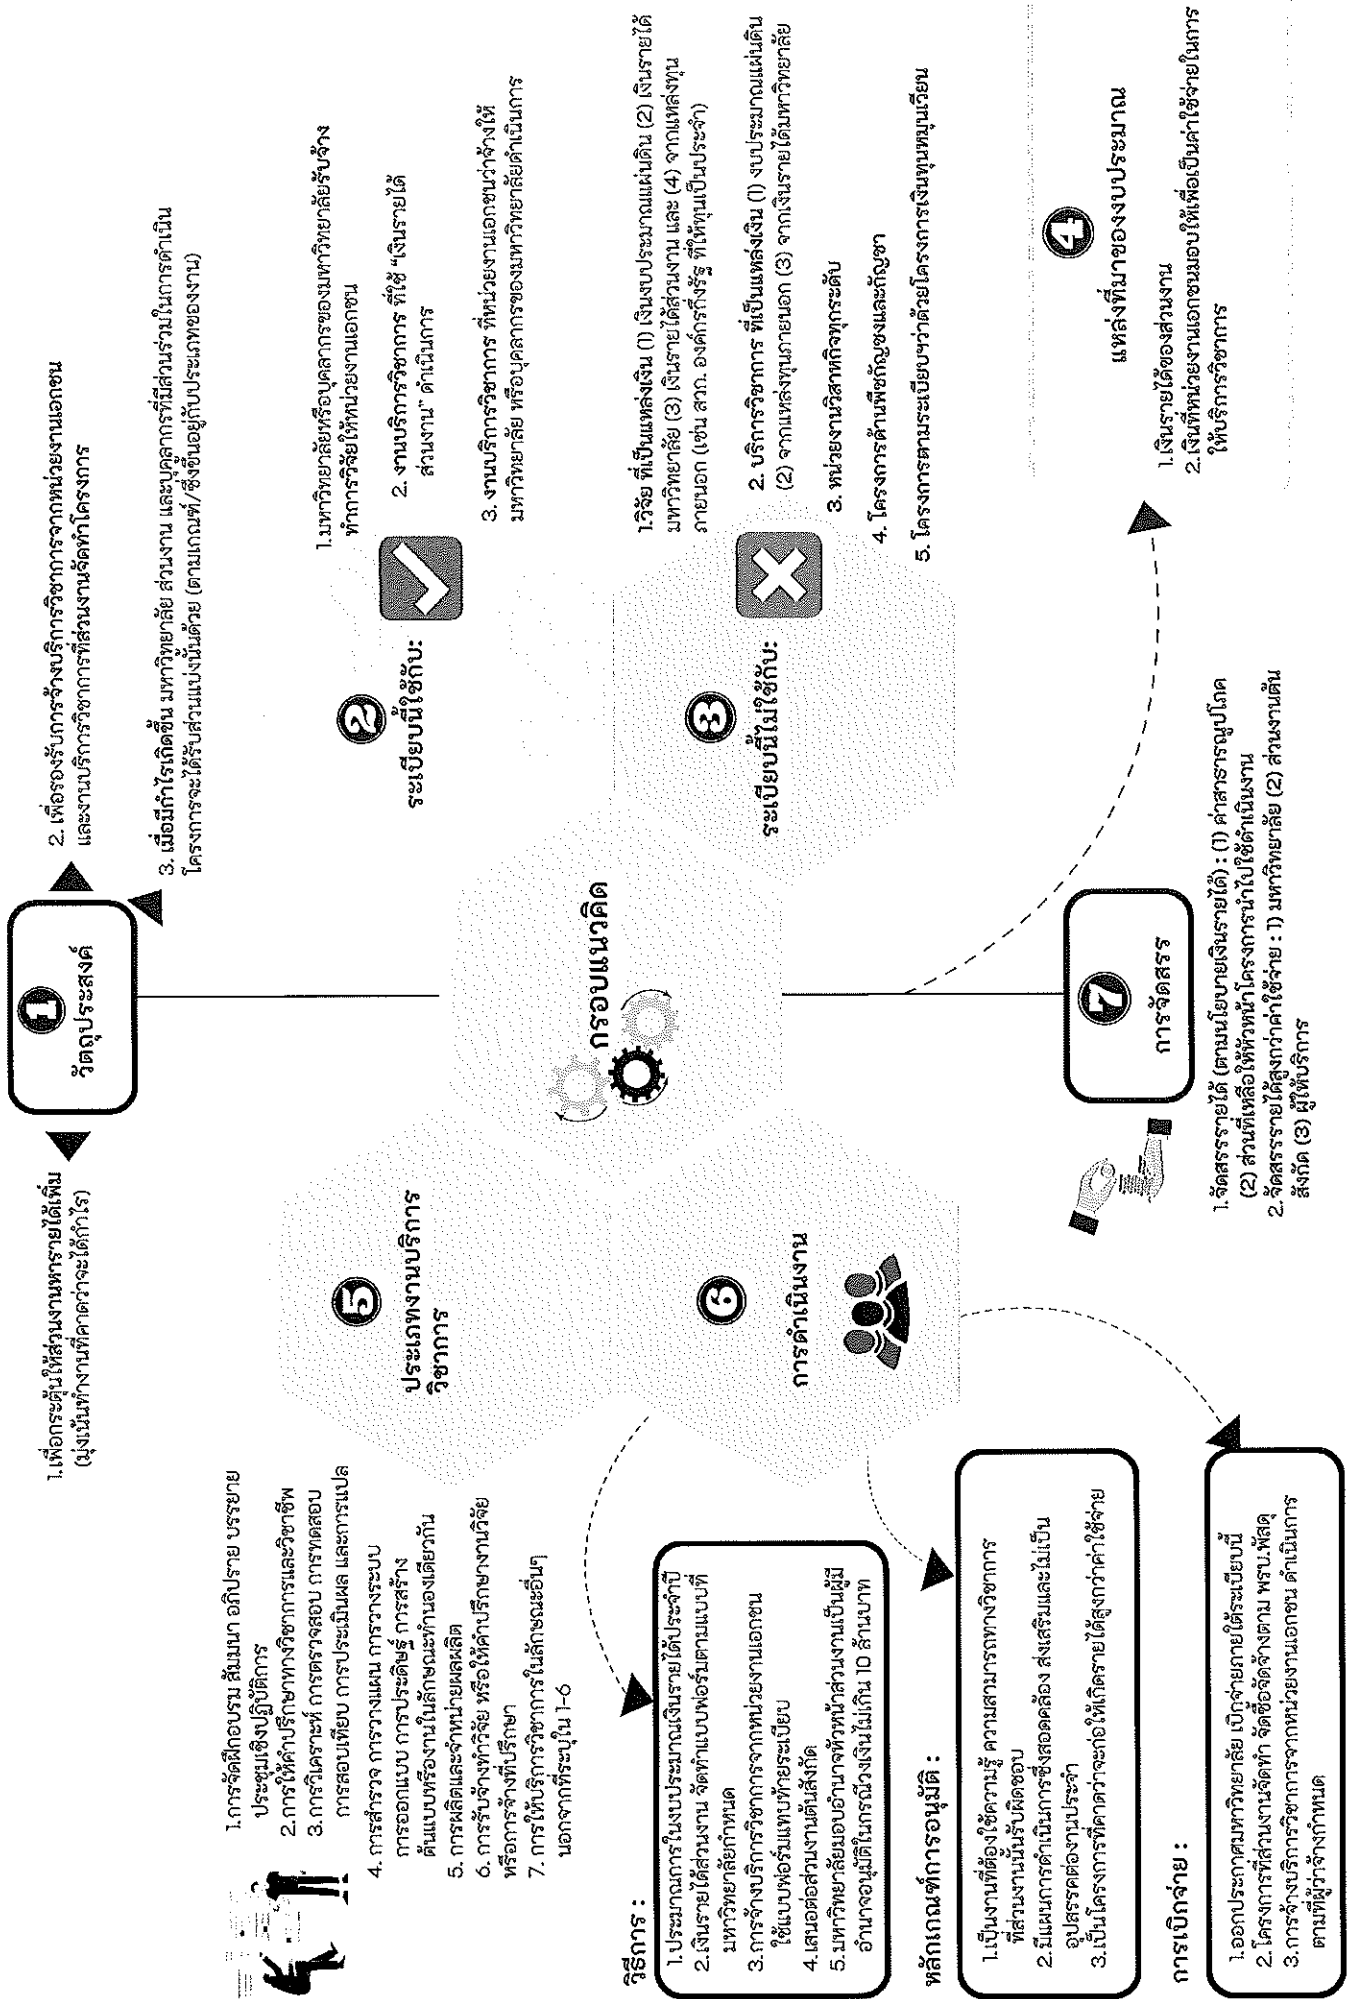 1
วัตถุประสงค์
1.เพื่อกระตุ้นให้ส่วนงานหารายได้เพิ่ม
(มุ่งเน้นทำงานที่คาดว่าจะได้กำไร)
2. เพื่อรองรับการจ้างบริการวิชาการจากหน่วยงานเอกชน
และงานบริการวิชาการที่ส่วนงานจัดทำโครงการ
3. เมื่อมีกำไรเกิดขึ้น มหาวิทยาลัย ส่วนงาน และบุคลากรที่มีส่วนร่วมในการดำเนิน
โครงการจะได้รับส่วนแบ่งนั้นด้วย (ตามเกณฑ์/ซึ่งขึ้นอยู่กับประเภทของงาน)
กรอบแนวคิด
2
ระเบียบนี้ใช้กับ:
1.มหาวิทยาลัยหรือบุคลากรของมหาวิทยาลัยรับจ้าง
ทำการวิจัยให้หน่วยงานเอกชน
2. งานบริการวิชาการ ที่ใช้ “เงินรายได้
ส่วนงาน” ดำเนินการ
3. งานบริการวิชาการ ที่หน่วยงานเอกชนว่าจ้างให้
มหาวิทยาลัย หรือบุคลากรของมหาวิทยาลัยดำเนินการ
3
ระเบียบนี้ไม่ใช้กับ:
1.วิจัย ที่เป็นแหล่งเงิน (1) เงินงบประมาณแผ่นดิน (2) เงินรายได้
มหาวิทยาลัย (3) เงินรายได้ส่วนงาน และ (4) จากแหล่งทุน
ภายนอก (เช่น สวก. องค์กรกึ่งรัฐ ที่ให้ทุนเป็นประจำ)
2. บริการวิชาการ ที่เป็นแหล่งเงิน (1) งบประมาณแผ่นดิน
(2) จากแหล่งทุนภายนอก (3) จากเงินรายได้มหาวิทยาลัย
3. หน่วยงานวิสาหกิจทุกระดับ
4. โครงการด้านพืชกัญชงและกัญชา
5. โครงการตามระเบียบฯว่าด้วยโครงการเงินทุนหมุนเวียน
4
แหล่งที่มาของงบประมาณ
1.เงินรายได้ของส่วนงาน
2.เงินที่หน่วยงานเอกชนมอบให้เพื่อเป็นค่าใช้จ่ายในการ
ให้บริการวิชาการ
5
ประเภทงานบริการ
วิชาการ
1.การจัดฝึกอบรม สัมมนา อภิปราย บรรยาย
ประชุมเชิงปฏิบัติการ
2.การให้คำปรึกษาทางวิชาการและวิชาชีพ
3.การวิเคราะห์ การตรวจสอบ การทดสอบ
การสอบเทียบ การประเมินผล และการแปล
4. การสำรวจ การวางแผน การวางระบบ
การออกแบบ การประดิษฐ์ การสร้าง
ต้นแบบหรืองานในลักษณะทำนองเดียวกัน
5. การผลิตและจำหน่ายผลผลิต
6. การรับจ้างทำวิจัย หรือให้คำปรึกษางานวิจัย
หรือการจ้างที่ปรึกษา
7. การให้บริการวิชาการในลักษณะอื่นๆ
นอกจากที่ระบุใน 1-6
6
การดำเนินงาน
วิธีการ :
1.ประมาณการในงบประมาณเงินรายได้ประจำปี
2.เงินรายได้ส่วนงาน จัดทำแบบฟอร์มตามแบบที่
มหาวิทยาลัยกำหนด
3.การจ้างบริการวิชาการจากหน่วยงานเอกชน
ใช้แบบฟอร์มแทบท้ายระเบียบ
4.เสนอต่อส่วนงานต้นสังกัด
5.มหาวิทยาลัยมอบอำนาจหัวหน้าส่วนงานเป็นผู้มี
อำนาจอนุมัติในกรณีวงเงินไม่เกิน 10 ล้านบาท
หลักเกณฑ์การอนุมัติ :
1.เป็นงานที่ต้องใช้ความรู้ ความสามารถทางวิชาการ
ที่ส่วนงานนั้นรับผิดชอบ
2.มีแผนการดำเนินการซึ่งสอดคล้อง ส่งเสริมและไม่เป็น
อุปสรรคต่องานประจำ
3.เป็นโครงการที่คาดว่าจะก่อให้เกิดรายได้สูงกว่าค่าใช้จ่าย
การเบิกจ่าย :
1.ออกประกาศมหาวิทยาลัย เบิกจ่ายภายใต้ระเบียบนี้
2.โครงการที่ส่วนงานจัดทำ จัดซื้อจัดจ้างตาม พรบ.พัสดุ
3.การจ้างบริการวิชาการจากหน่วยงานเอกชน ดำเนินการ
ตามที่ผู้ว่าจ้างกำหนด
7
การจัดสรร
1.จัดสรรรายได้ (ตามนโยบายเงินรายได้) : (1) ค่าสาธารณูปโภค
(2) ส่วนที่เหลือให้หัวหน้าโครงการนำไปใช้ดำเนินงาน
2.จัดสรรรายได้สูงกว่าค่าใช้จ่าย : 1) มหาวิทยาลัย (2) ส่วนงานต้น
สังกัด (3) ผู้ให้บริการ